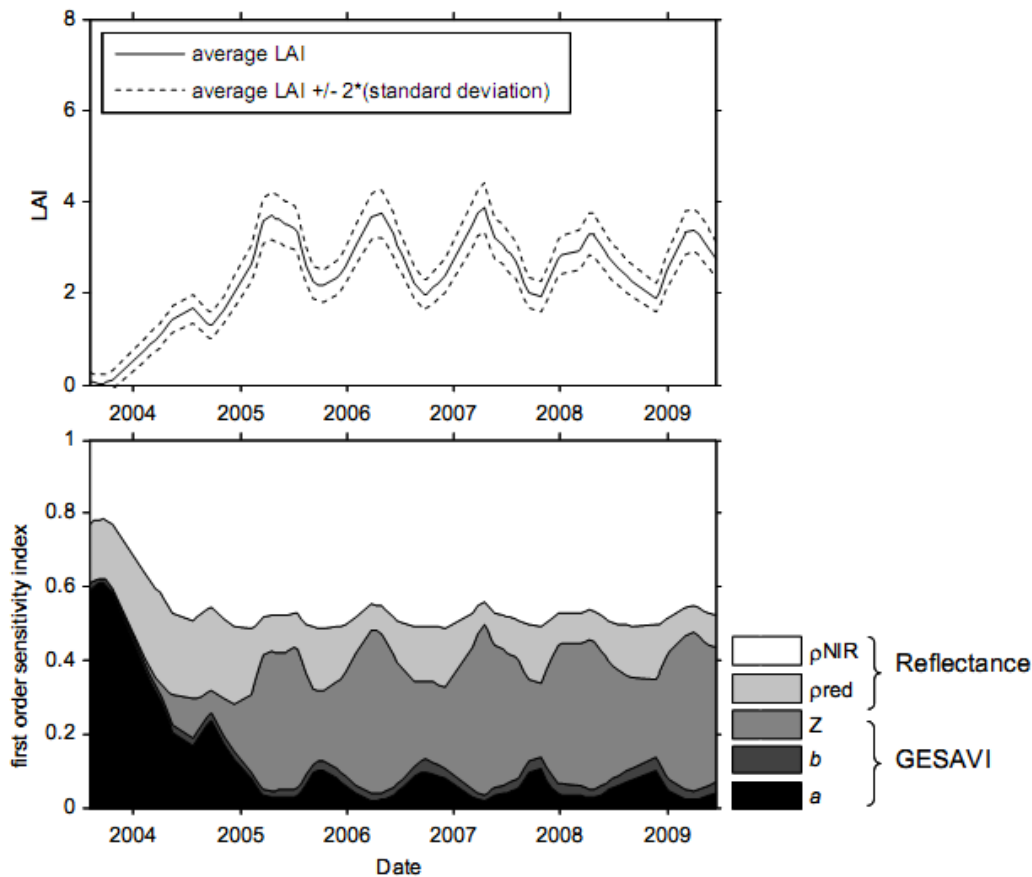 8
average LAI
average LAI +/- 2*(standard deviation)
6
LAI
4
2
0
2004 2005 2006 2007 2008 2009
1
0.8
first order sensitivity index
0.6
0.4
0.2
0
2004 2005 2006 2007 2008 2009
Date
ρNIR
ρred
Reflectance
Z
b
a
GESAVI